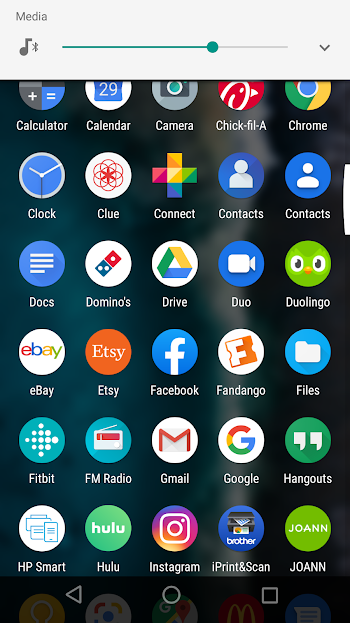 Media
29
Calculator Calendar Camera Chick-fil-A Chrome
Clock Clue Connect Contacts Contacts
Docs Domino's Drive Duo Duolingo
ebay Etsy
eBay Etsy Facebook Fandango Files
Fitbit FM Radio Gmail Google Hangouts
hulu brother JOANN
HP Smart Hulu Instagram iPrint&Scan JOANN